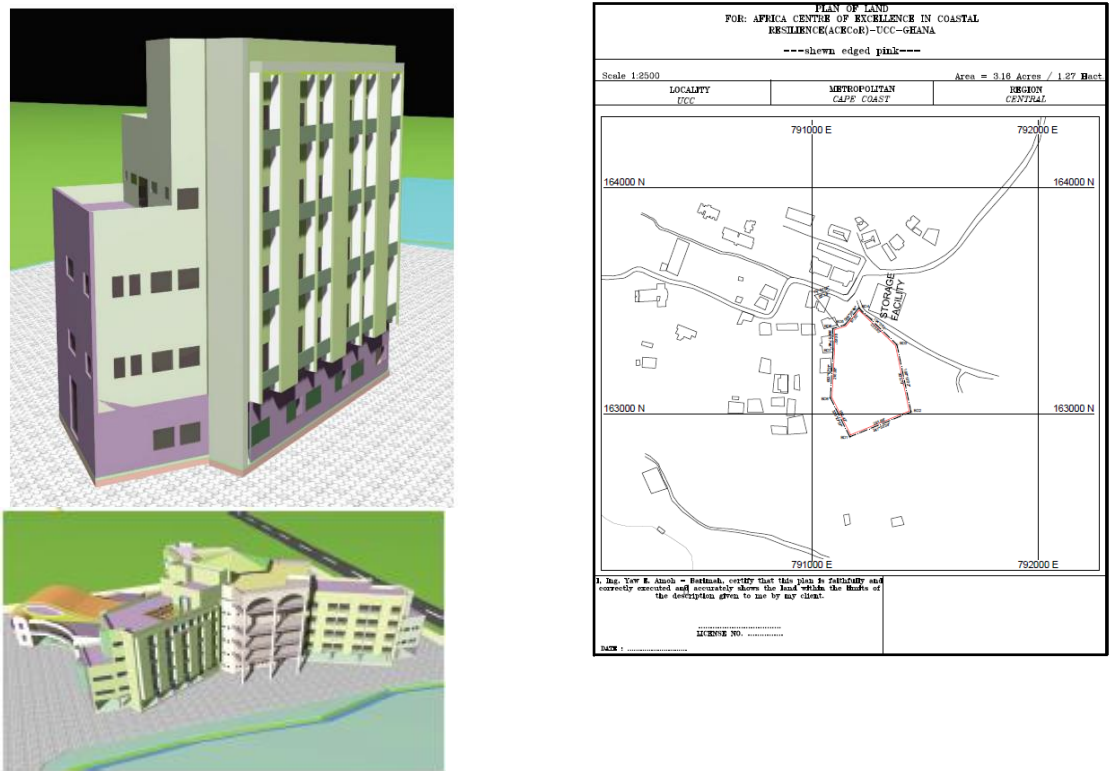 PLAN OF LAND
FOR: AFRICA CENTRE OF EXCELLENCE IN COASTAL
RESILIENCE(ACECoR)-UCC-GHANA
---shewn edged pink---
Scale 1:2500
Area = 3.16 Acres / 1.27 Hact.
LOCALITY
UCC
METROPOLITAN
CAPE COAST
REGION
CENTRAL
791000 E
792000 E
164000 N
164000 N
STORAGE
FACILITY
163000 N
163000 N
791000 E
792000 E
I, Ing. Yaw E. certify that this plan is faithfully and
correctly executed and accurately shows the land within the limits of
the description given to me by my client.
LICENSE NO. ............
DATE : ....................